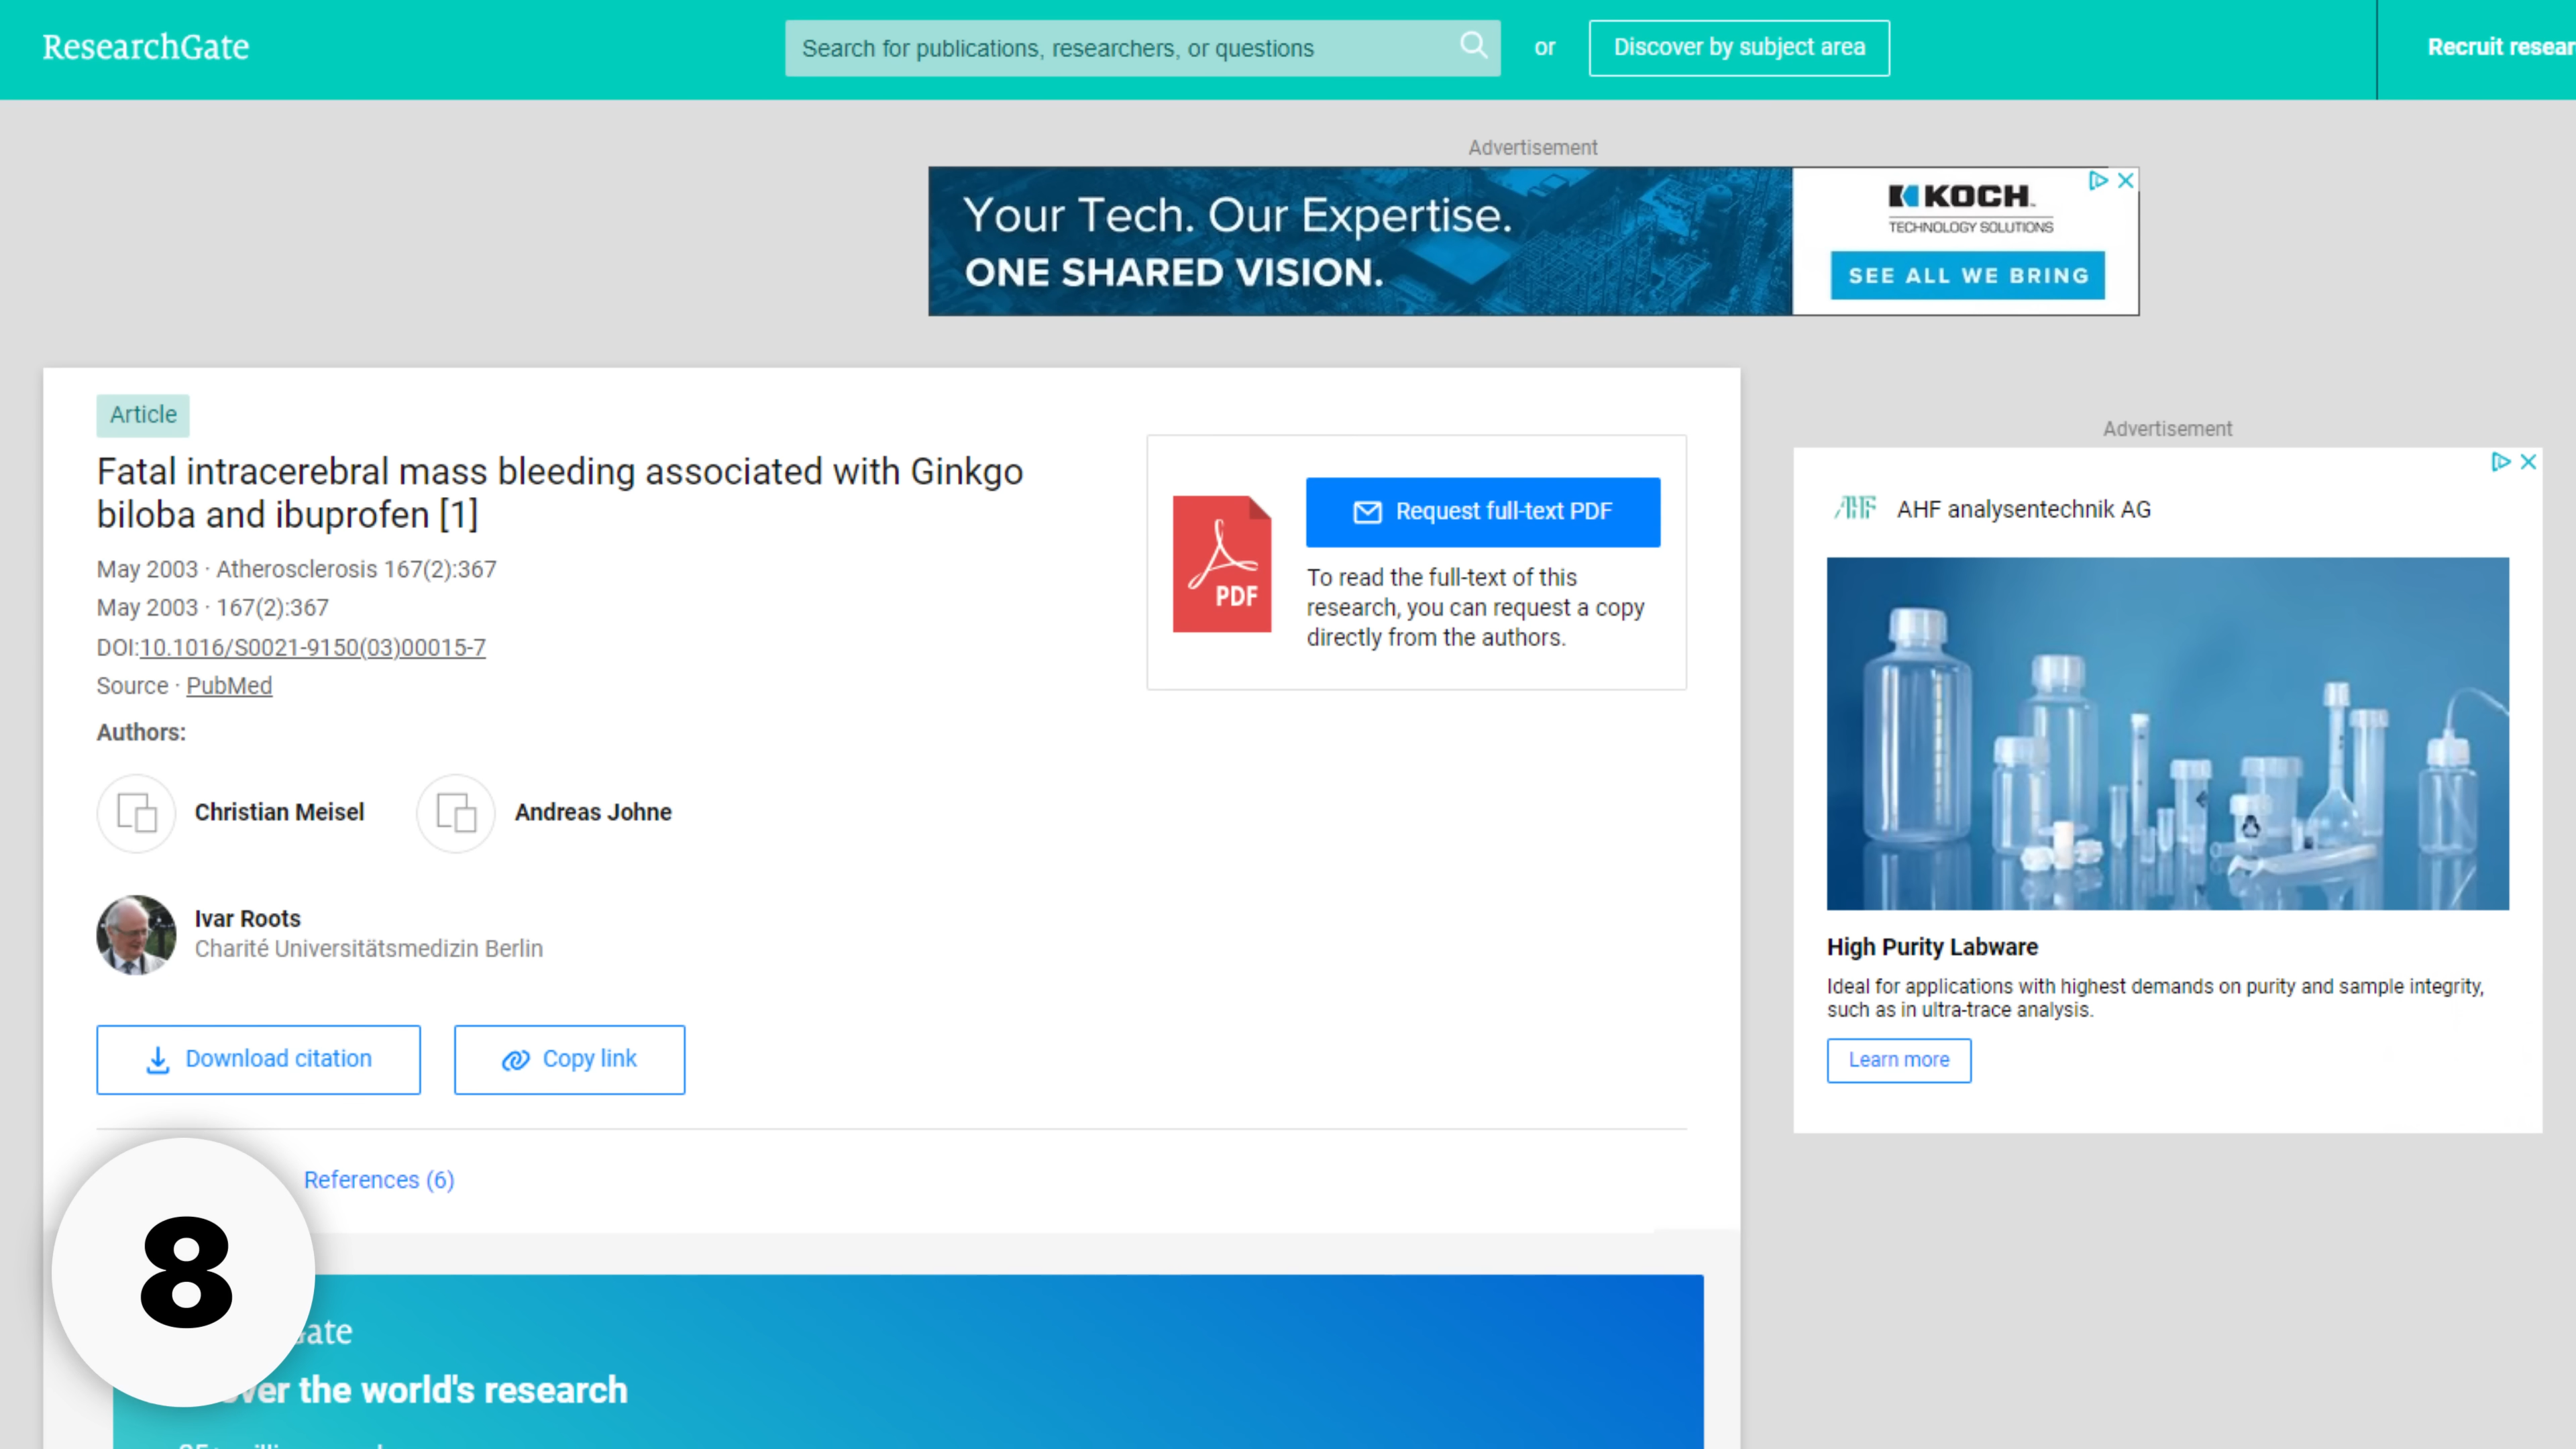 ResearchGate
Search for publications, researchers, or questions
or
Discover by subject area
Recruit resear
Advertisement
Your Tech. Our Expertise.
ONE SHARED VISION.
KOCH
TECHNOLOGY SOLUTIONS
SEE ALL WE BRING
Article
Fatal intracerebral mass bleeding associated with Ginkgo
biloba and ibuprofen [1]
May 2003 · Atherosclerosis 167(2):367
May 2003 · 167(2):367
DOI:10.1016/S0021-9150(03)00015-7
Source · PubMed
Authors:
Christian Meisel
Andreas Johne
Ivar Roots
Charité Universitätsmedizin Berlin
Download citation
Copy link
PDF
Request full-text PDF
To read the full-text of this
research, you can request a copy
directly from the authors.
References (6)
8
ate
ver the world's research
Advertisement
AHF
AHF analysentechnik AG
High Purity Labware
Ideal for applications with highest demands on purity and sample integrity,
such as in ultra-trace analysis.
Learn more